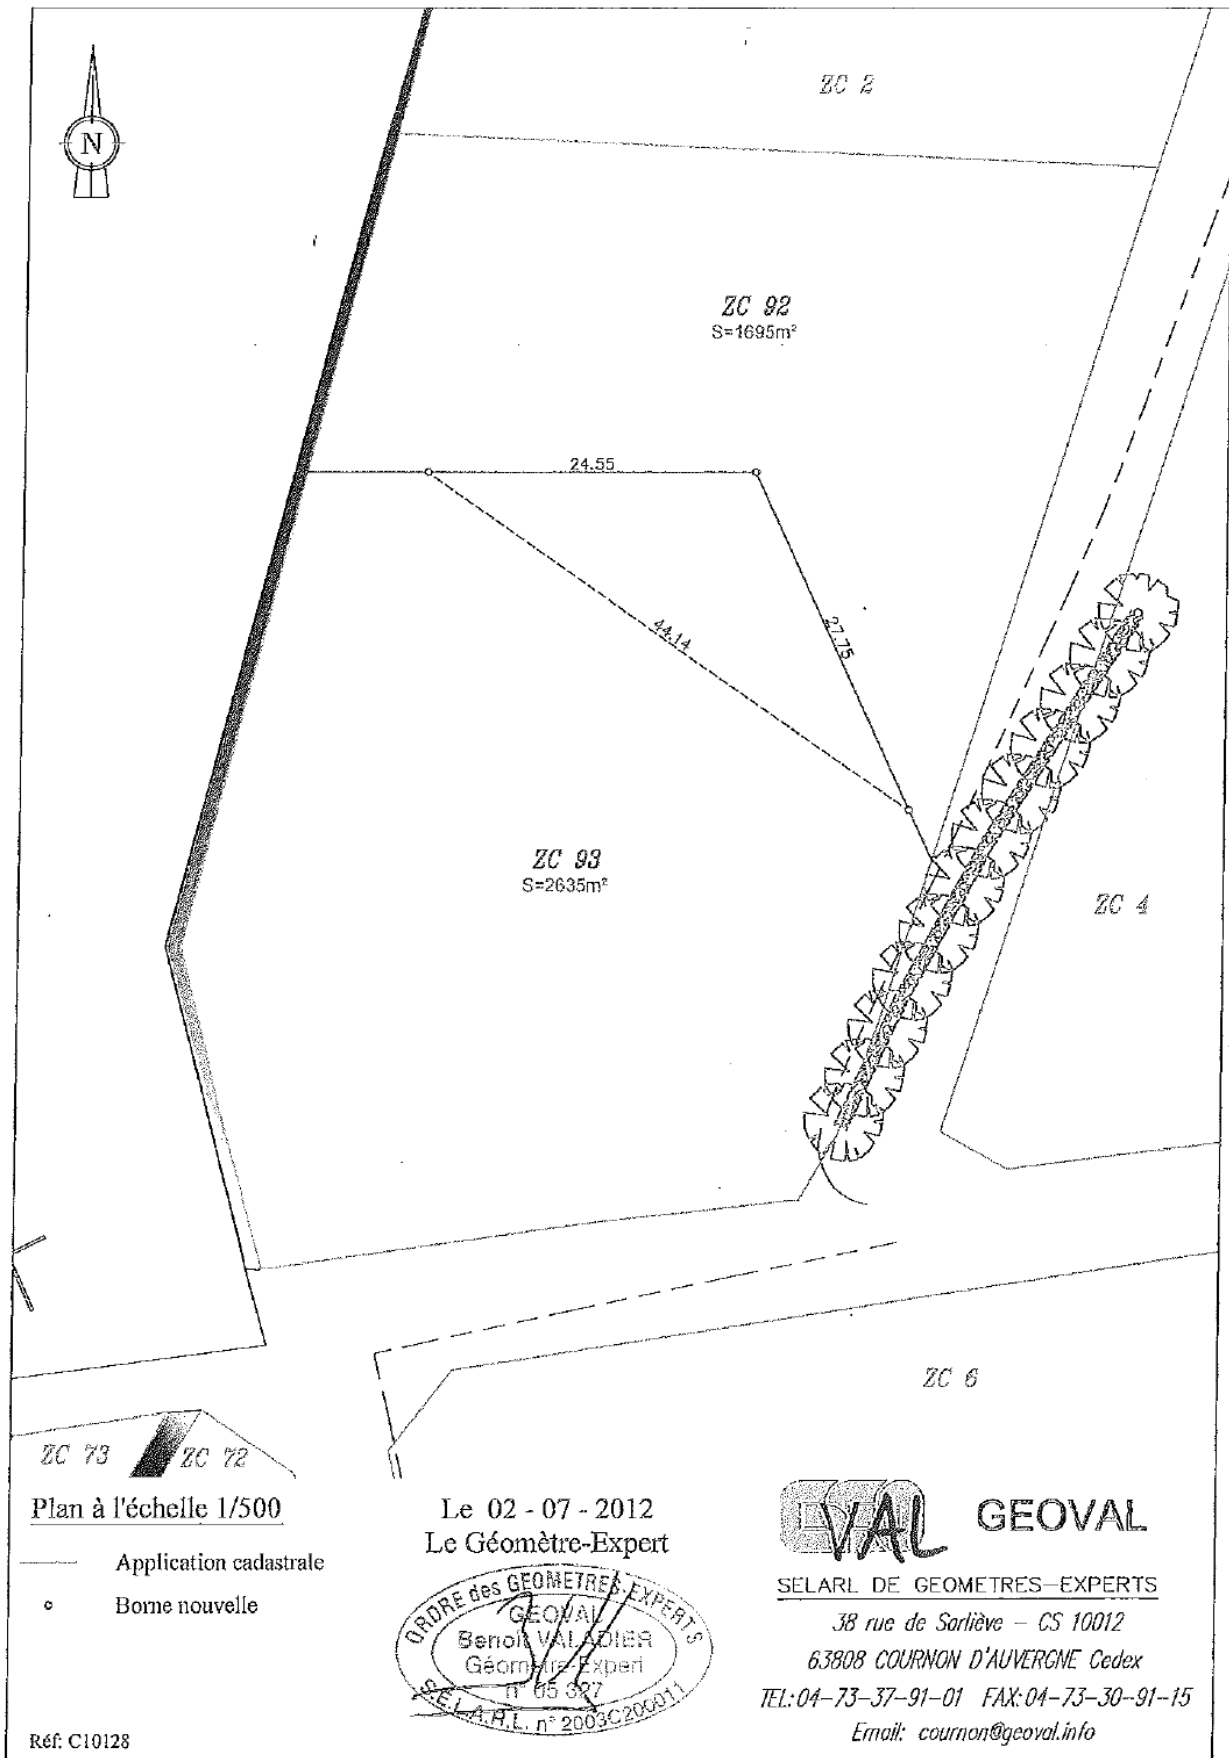 N
ZC 2
ZC 92
S=1695m²
24.55
44.14
27.75
ZC 93
S=2635m²
ZC 4
ZC 6
ZC 73
ZC 72
Plan à l'échelle 1/500
Application cadastrale
Borne nouvelle
Réf: C10128
Le 02 - 07 - 2012
Le Géomètre-Expert
ORDRE des GEOMETRES-EXPERTS
GEOVAL
Benoit VALADIER
Géomètre-Expert
n° 05 327
S.E.L.A.R.L. n° 2003C200011
VAL
GEOVAL
SELARL DE GEOMETRES-EXPERTS
38 rue de Sarliève - CS 10012
63808 COURNON D'AUVERGNE Cedex
TEL: 04-73-37-91-01 FAX: 04-73-30-91-15
Email: cournon@geoval.info